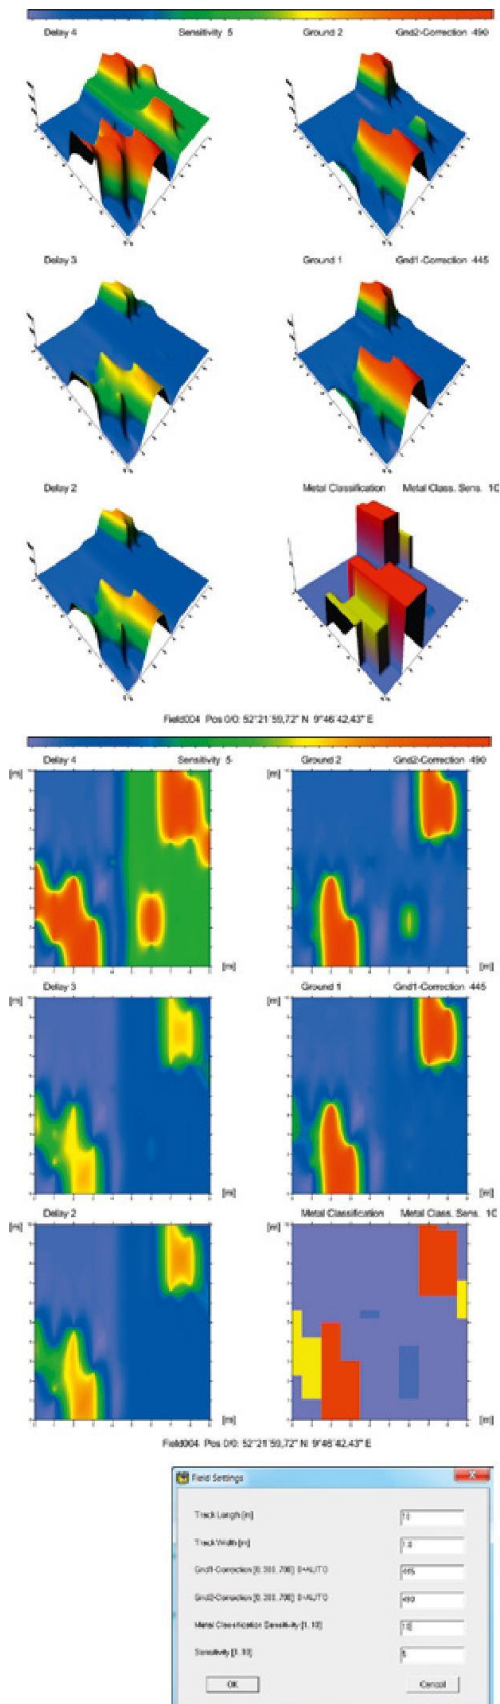 Delay 4 Sensitivity 5 Ground 2 Gnd2-Correction 490
Delay 3 Ground 1 Gnd1-Correction 445
Delay 2 Metal Classification Metal Class. Sens. 10
Field004 Pos 0/0: 52°21'59,72" N 9°46'42,43" E
[m] Delay 4 Sensitivity 5 [m] Ground 2 Gnd2-Correction 490
[m] [m]
[m] Delay 3 [m] Ground 1 Gnd1-Correction 445
[m] [m]
[m] Delay 2 [m] Metal Classification Metal Class. Sens. 10
[m] [m]
Field004 Pos 0/0: 52°21'59,72" N 9°46'42,43" E
Field Settings
Track Length [m]
Track Width [m] 1.0
Gnd1-Correction [0, 300, 700] 0=AUTO 445
Gnd2-Correction [0, 300, 700] 0=AUTO 490
Metal Classification Sensitivity [1..10] 10
Sensitivity [1..10] 5
OK Cancel